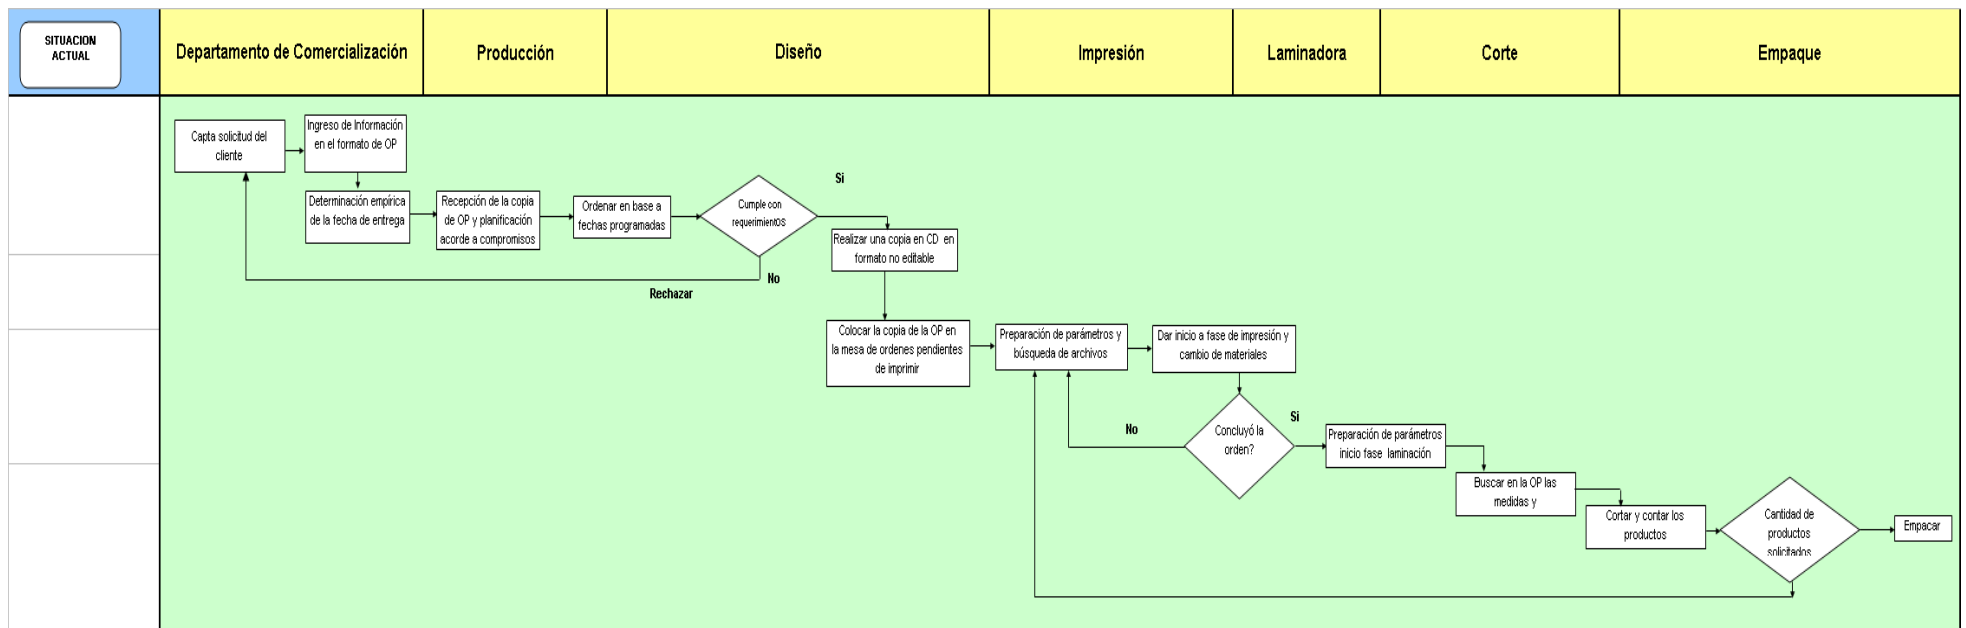 SITUACION
ACTUAL
Departamento de Comercialización
Producción
Diseño
Impresión
Laminadora
Corte
Empaque
Capta solicitud del
cliente
Ingreso de Información
en el formato de OP
Determinación empírica
de la fecha de entrega
Recepción de la copia
de OP y planificación
acorde a compromisos
Ordenar en base a
fechas programadas
Cumple con
requerimientos
Si
No
Rechazar
Realizar una copia en CD en
formato no editable
Colocar la copia de la OP en
la mesa de ordenes pendientes
de imprimir
Preparación de parámetros y
búsqueda de archivos
Dar inicio a fase de impresión y
cambio de materiales
Concluyó la
orden?
No
Si
Preparación de parámetros
inicio fase laminación
Buscar en la OP las
medidas y
Cortar y contar los
productos
Cantidad de
productos
solicitados
Empacar